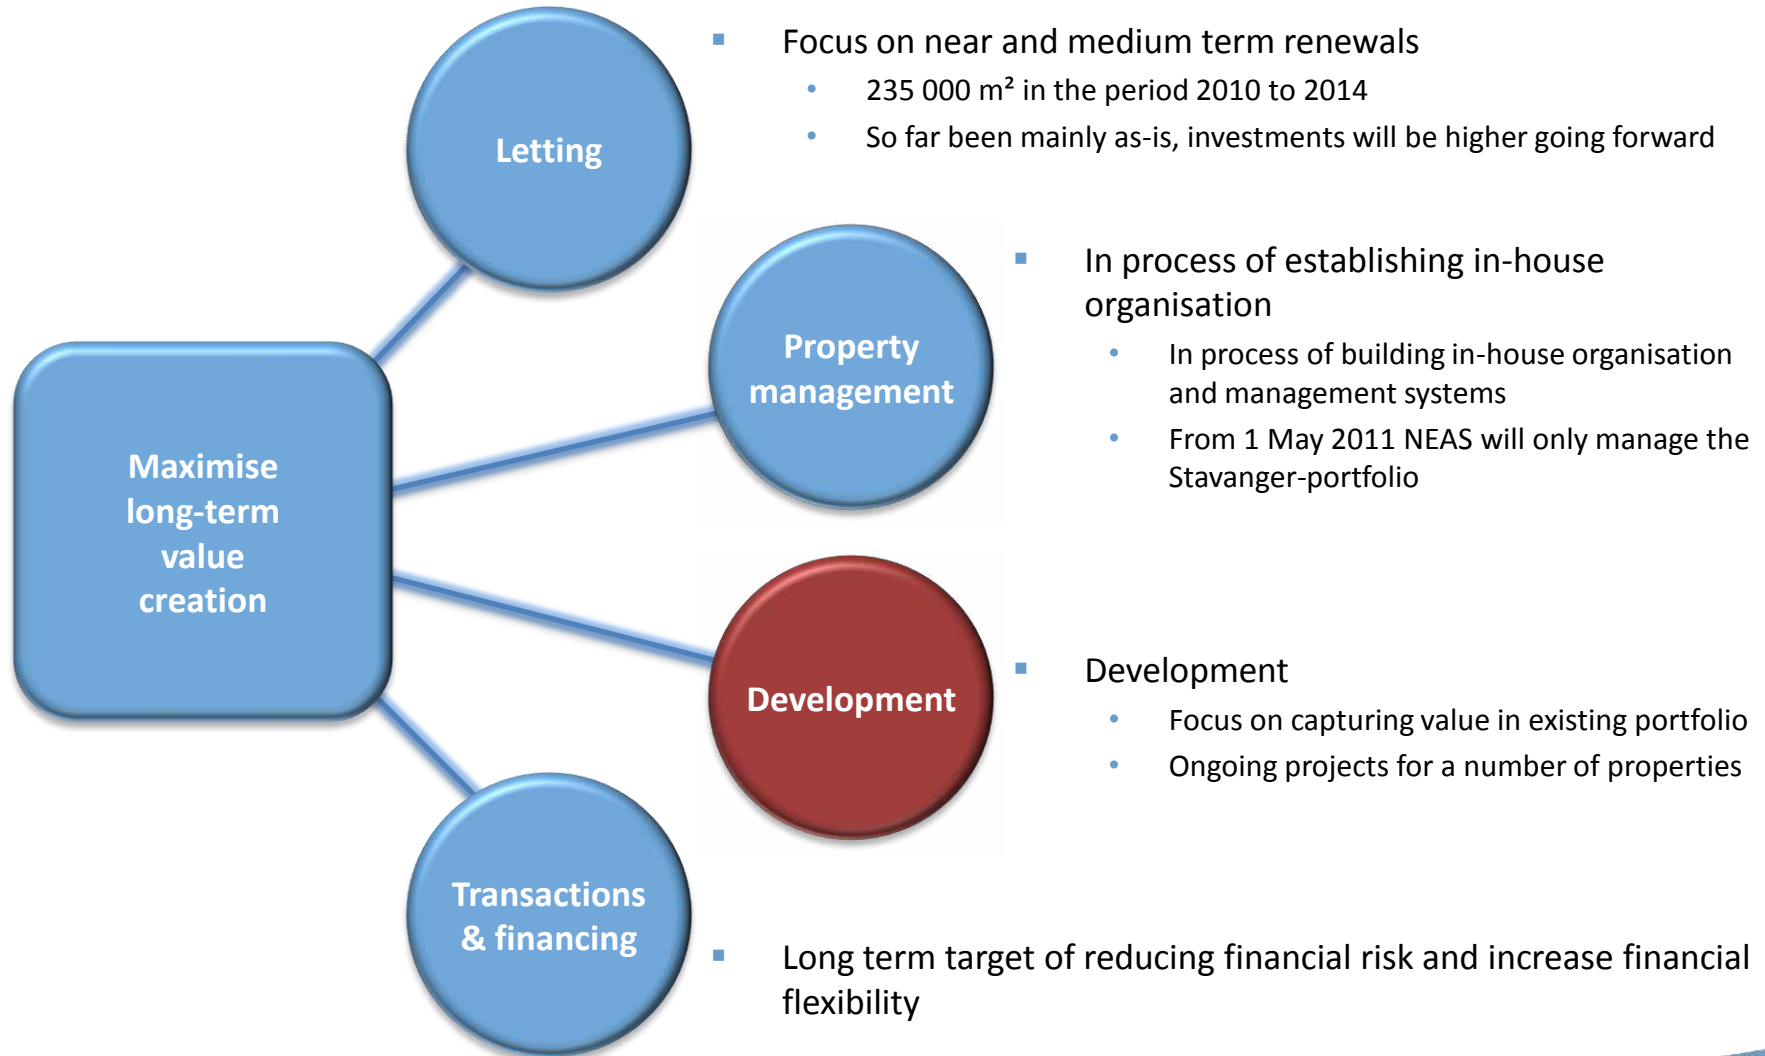 Letting
Focus on near and medium term renewals
235 000 m² in the period 2010 to 2014
So far been mainly as-is, investments will be higher going forward
Maximise
long-term
value
creation
Property
management
In process of establishing in-house
organisation
In process of building in-house organisation
and management systems
From 1 May 2011 NEAS will only manage the
Stavanger-portfolio
Development
Development
Focus on capturing value in existing portfolio
Ongoing projects for a number of properties
Transactions
& financing
Long term target of reducing financial risk and increase financial
flexibility